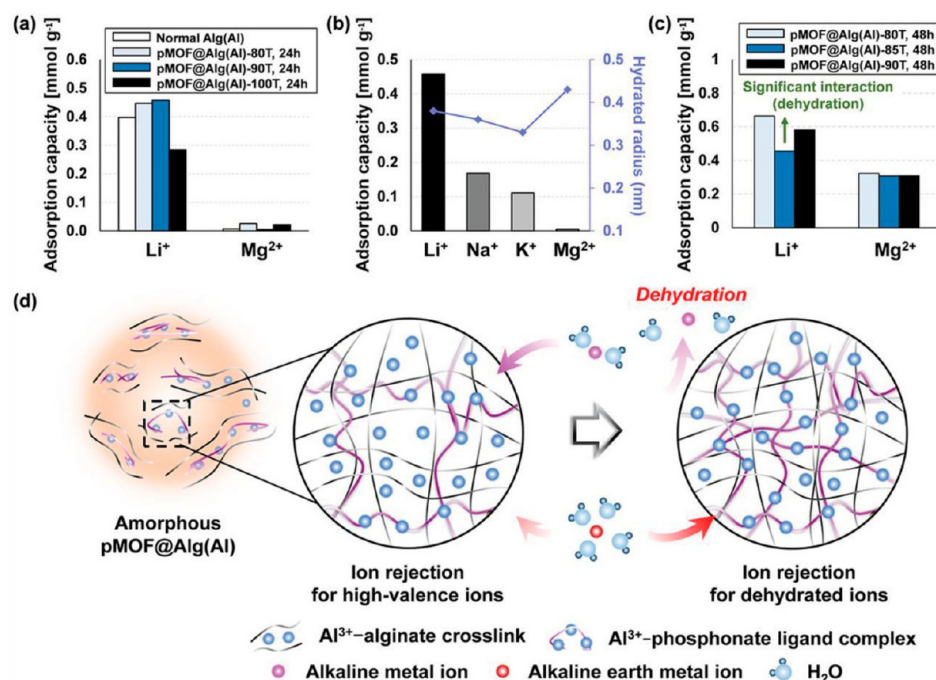 (a)
Normal Alg(Al)
pMOF@Alg(Al)-80T, 24h
pMOF@Alg(Al)-90T, 24h
pMOF@Alg(Al)-100T, 24h
Adsorption capacity [mmol g⁻¹]
0.6
0.5
0.4
0.3
0.2
0.1
0.0
Li⁺ Mg²⁺
(b)
Adsorption capacity [mmol g⁻¹]
0.5
0.4
0.3
0.2
0.1
0.0
Li⁺ Na⁺ K⁺ Mg²⁺
0.5
0.4
0.3
0.2
0.1
Hydrated radius (nm)
(c)
pMOF@Alg(Al)-80T, 48h
pMOF@Alg(Al)-85T, 48h
pMOF@Alg(Al)-90T, 48h
Significant interaction
(dehydration)
Adsorption capacity [mmol g⁻¹]
1
0.8
0.6
0.4
0.2
0
Li⁺ Mg²⁺
(d)
Dehydration
Amorphous
pMOF@Alg(Al)
Ion rejection
for high-valence ions
Ion rejection
for dehydrated ions
Al³⁺–alginate crosslink
Al³⁺–phosphonate ligand complex
Alkaline metal ion
Alkaline earth metal ion
H₂O